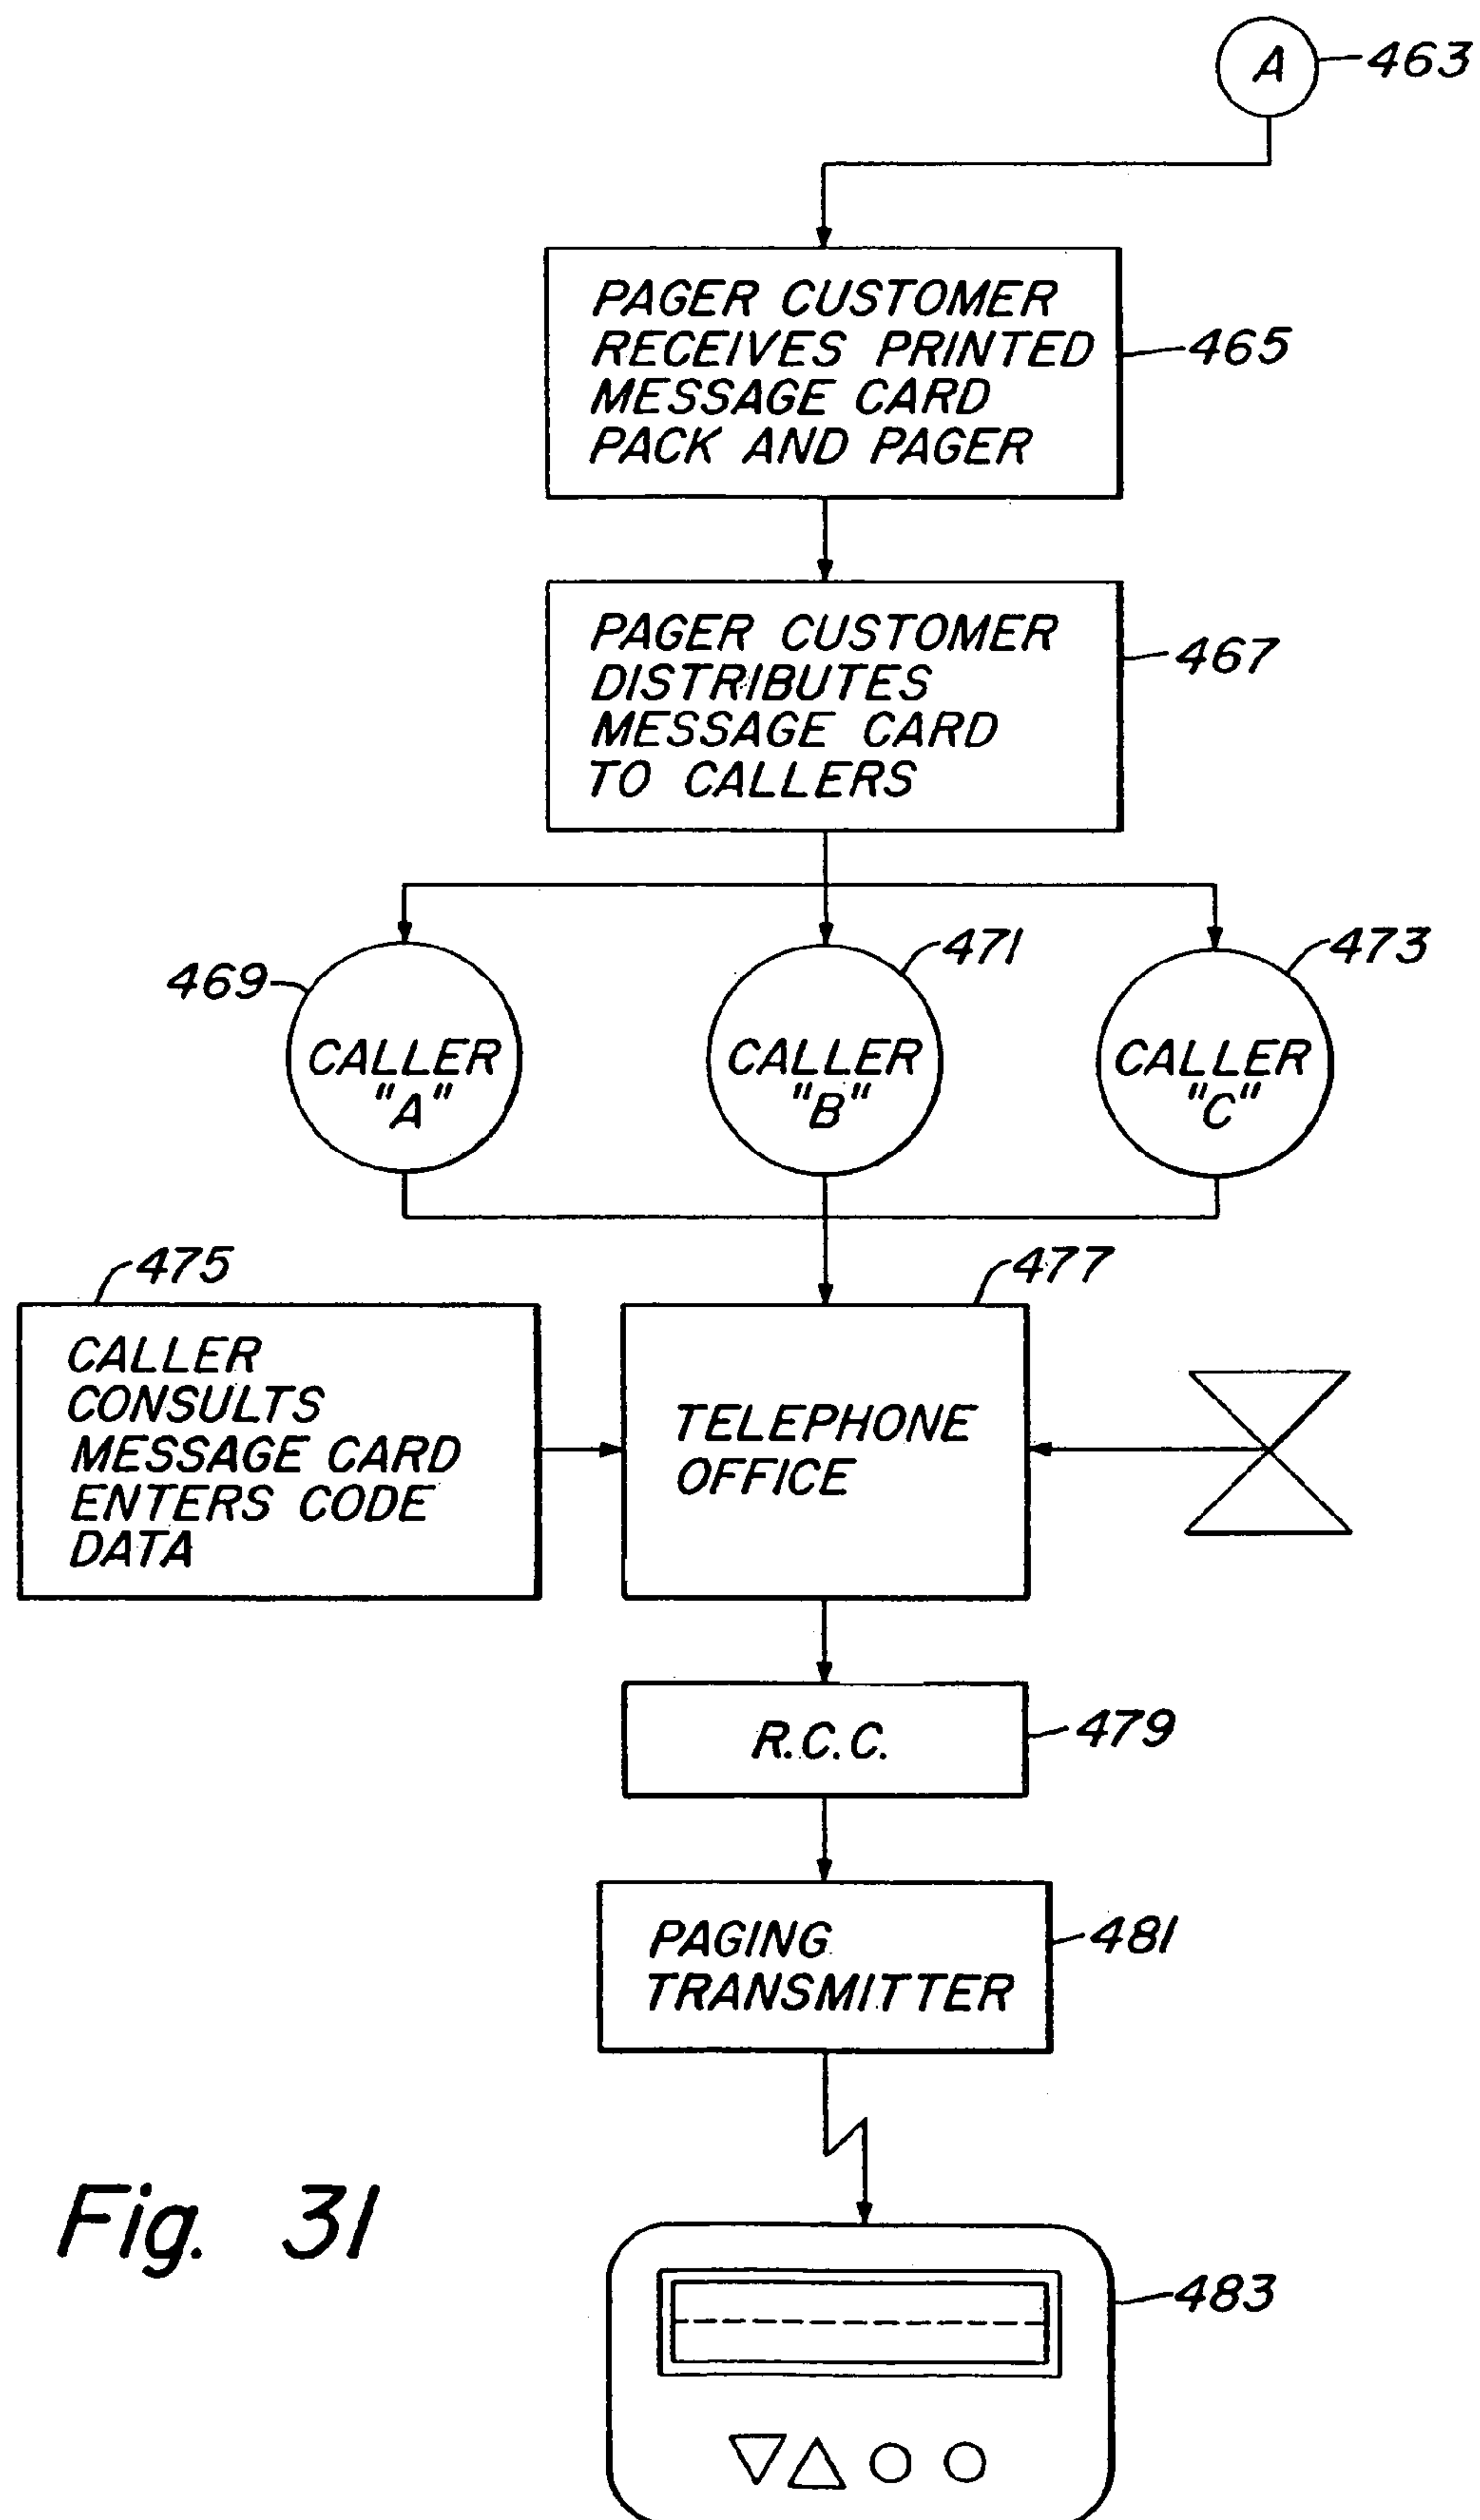 A
463
PAGER CUSTOMER
RECEIVES PRINTED
MESSAGE CARD
PACK AND PAGER
465
PAGER CUSTOMER
DISTRIBUTES
MESSAGE CARD
TO CALLERS
467
469
471
473
CALLER
"A"
CALLER
"B"
CALLER
"C"
475
477
CALLER
CONSULTS
MESSAGE CARD
ENTERS CODE
DATA
TELEPHONE
OFFICE
R.C.C.
479
PAGING
TRANSMITTER
481
Fig. 31
483